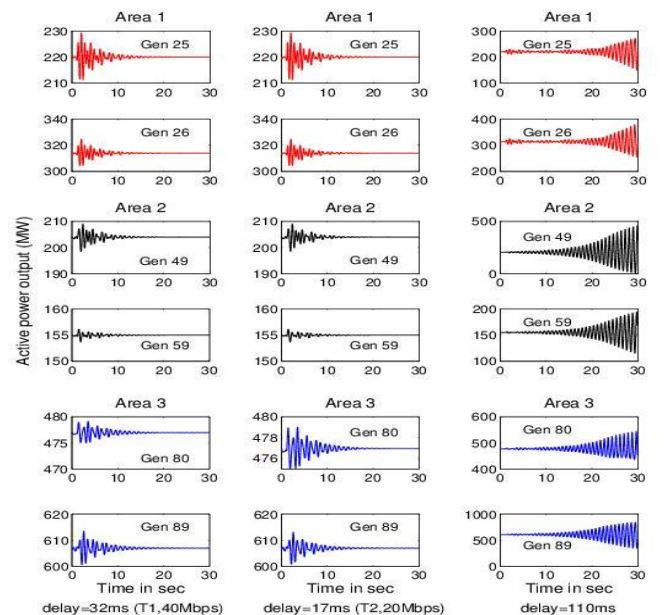 Area 1 Area 1 Area 1
230 230 300
Gen 25 Gen 25 Gen 25
220 220 200
210 210 100
0 10 20 30 0 10 20 30 0 10 20 30
340 340 400
Gen 26 Gen 26 Gen 26
320 320 300
300 300 200
0 10 20 30 0 10 20 30 0 10 20 30
Active power output (MW)
Area 2 Area 2 Area 2
210 210 500
Gen 49
200 200
Gen 49 Gen 49
190 190 0
0 10 20 30 0 10 20 30 0 10 20 30
160 160 200
Gen 59
155 155 150
Gen 59 Gen 59
150 150 100
0 10 20 30 0 10 20 30 0 10 20 30
Area 3 Area 3 Area 3
480 480 600
Gen 80 Gen 80
475 478 500
Gen 80 476
470 400
0 10 20 30 0 10 20 30 0 10 20 30
620 620 1000
Gen 89 Gen 89
610 610 500
Gen 89
600 600 0
0 10 20 30 0 10 20 30 0 10 20 30
Time in sec Time in sec Time in sec
delay=32ms (T1,40Mbps) delay=17ms (T2,20Mbps) delay=110ms